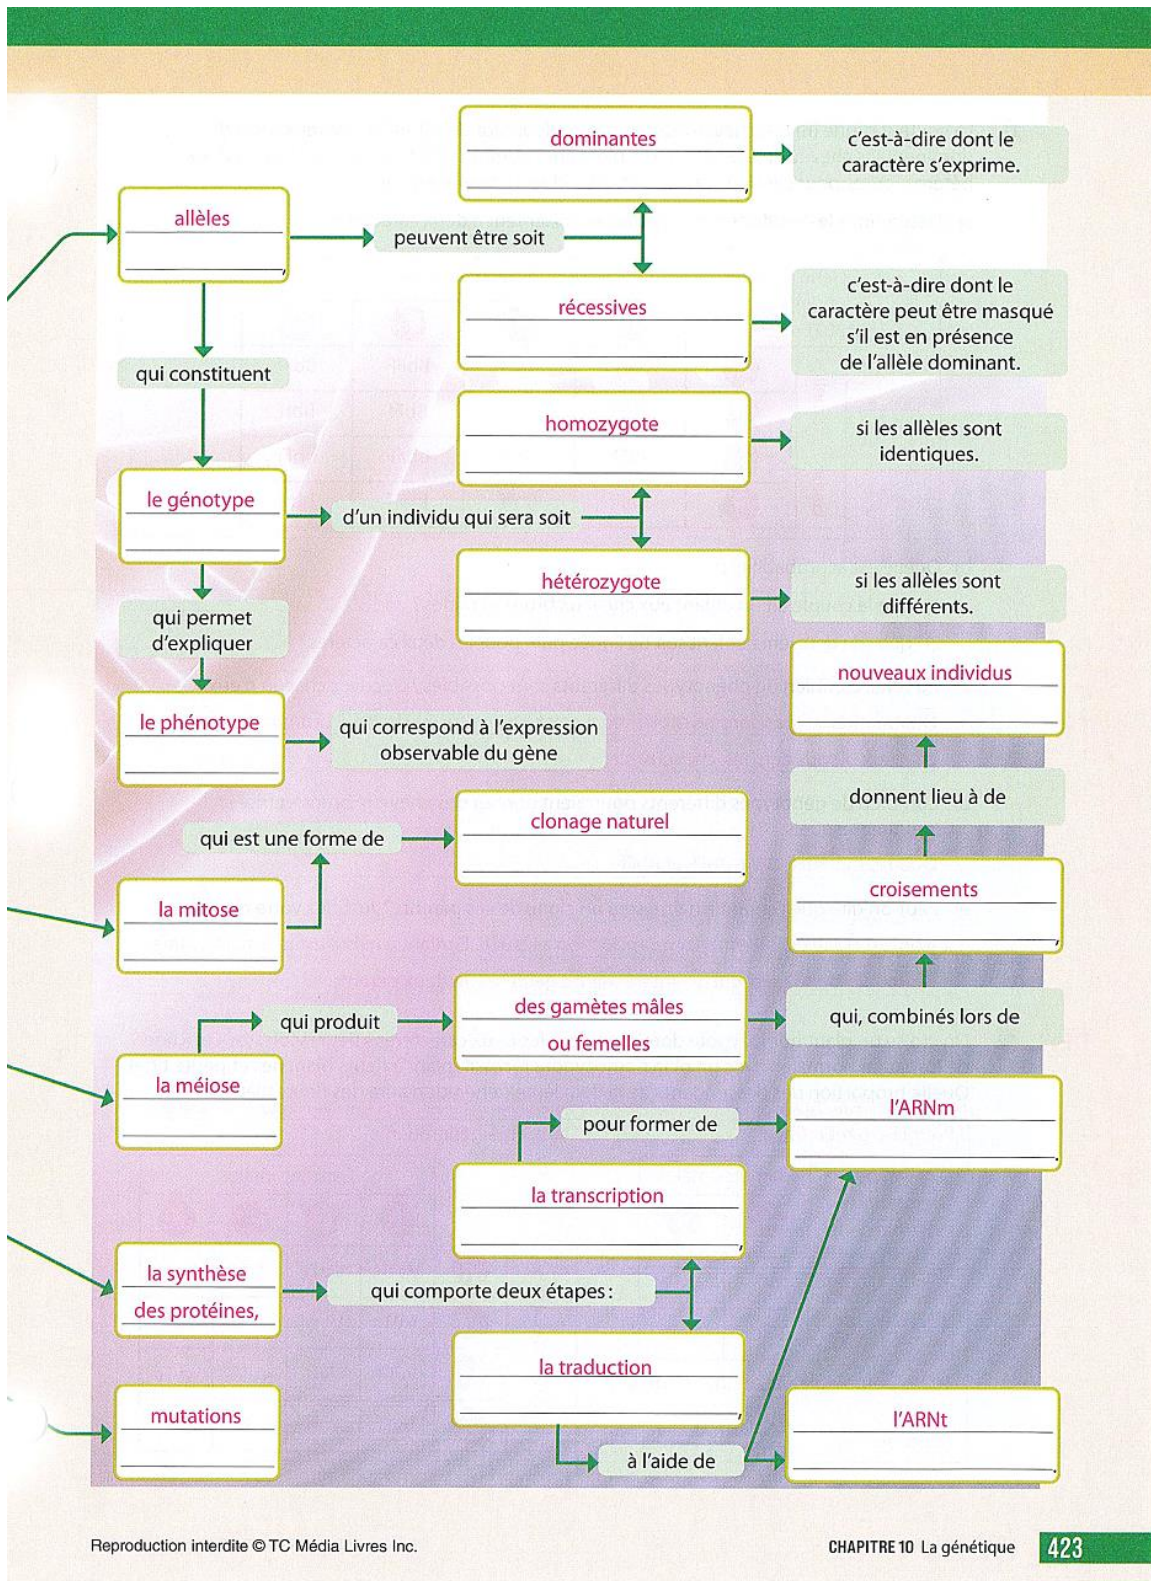 dominantes
,
c'est-à-dire dont le
caractère s'exprime.
allèles
,
peuvent être soit
récessives
,
c'est-à-dire dont le
caractère peut être masqué
s'il est en présence
de l'allèle dominant.
qui constituent
homozygote
si les allèles sont
identiques.
le génotype
d'un individu qui sera soit
hétérozygote
si les allèles sont
différents.
qui permet
d'expliquer
nouveaux individus
le phénotype
qui correspond à l'expression
observable du gène
donnent lieu à de
qui est une forme de
clonage naturel
.
croisements
,
la mitose
des gamètes mâles
ou femelles
qui produit
qui, combinés lors de
la méiose
pour former de
l'ARNm
.
la transcription
,
la synthèse
des protéines,
qui comporte deux étapes :
la traduction
,
mutations
à l'aide de
l'ARNt
.
Reproduction interdite © TC Média Livres Inc.
CHAPITRE 10 La génétique 423